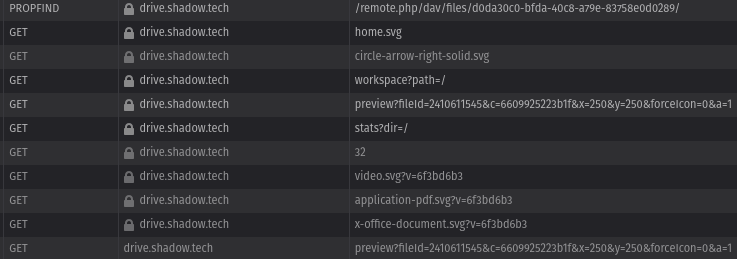 PROPFIND drive.shadow.tech /remote.php/dav/files/d0da30c0-bfda-40c8-a79e-83758e0d0289/
GET drive.shadow.tech home.svg
GET drive.shadow.tech circle-arrow-right-solid.svg
GET drive.shadow.tech workspace?path=/
GET drive.shadow.tech preview?fileId=2410611545&c=6609925223b1f&x=250&y=250&forceIcon=0&a=1
GET drive.shadow.tech stats?dir=/
GET drive.shadow.tech 32
GET drive.shadow.tech video.svg?v=6f3bd6b3
GET drive.shadow.tech application-pdf.svg?v=6f3bd6b3
GET drive.shadow.tech x-office-document.svg?v=6f3bd6b3
GET drive.shadow.tech preview?fileId=2410611545&c=6609925223b1f&x=250&y=250&forceIcon=0&a=1